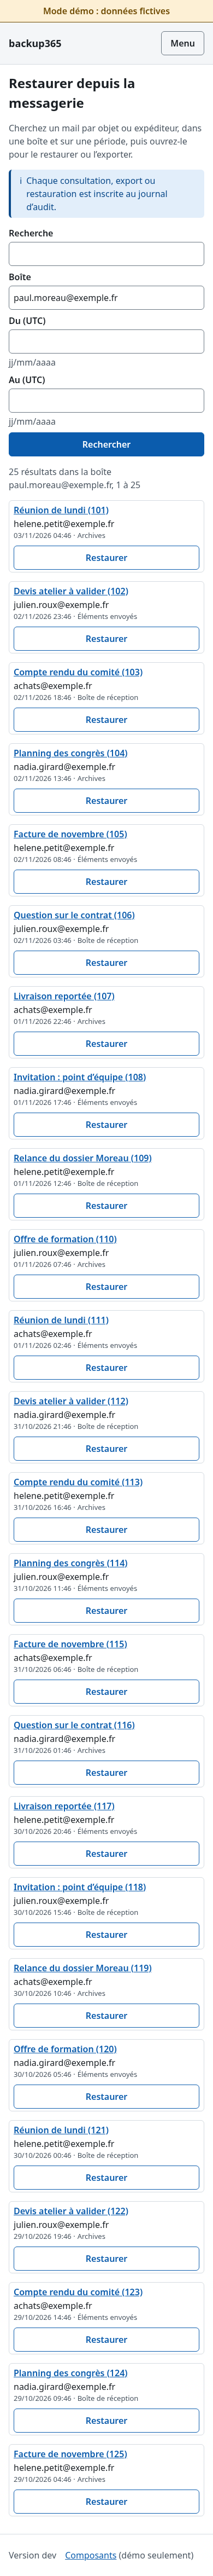 Mode démo : données fictives
backup365
Menu
Restaurer depuis la
messagerie
Cherchez un mail par objet ou expéditeur, dans
une boîte et sur une période, puis ouvrez-le
pour le restaurer ou l’exporter.
i Chaque consultation, export ou
restauration est inscrite au journal
d’audit.
Recherche
Boîte
paul.moreau@exemple.fr
Du (UTC)
jj/mm/aaaa
Au (UTC)
jj/mm/aaaa
Rechercher
25 résultats dans la boîte
paul.moreau@exemple.fr, 1 à 25
Réunion de lundi (101)
helene.petit@exemple.fr
03/11/2026 04:46 · Archives
Restaurer
Devis atelier à valider (102)
julien.roux@exemple.fr
02/11/2026 23:46 · Éléments envoyés
Restaurer
Compte rendu du comité (103)
achats@exemple.fr
02/11/2026 18:46 · Boîte de réception
Restaurer
Planning des congrès (104)
nadia.girard@exemple.fr
02/11/2026 13:46 · Archives
Restaurer
Facture de novembre (105)
helene.petit@exemple.fr
02/11/2026 08:46 · Éléments envoyés
Restaurer
Question sur le contrat (106)
julien.roux@exemple.fr
02/11/2026 03:46 · Boîte de réception
Restaurer
Livraison reportée (107)
achats@exemple.fr
01/11/2026 22:46 · Archives
Restaurer
Invitation : point d’équipe (108)
nadia.girard@exemple.fr
01/11/2026 17:46 · Éléments envoyés
Restaurer
Relance du dossier Moreau (109)
helene.petit@exemple.fr
01/11/2026 12:46 · Boîte de réception
Restaurer
Offre de formation (110)
julien.roux@exemple.fr
01/11/2026 07:46 · Archives
Restaurer
Réunion de lundi (111)
achats@exemple.fr
01/11/2026 02:46 · Éléments envoyés
Restaurer
Devis atelier à valider (112)
nadia.girard@exemple.fr
31/10/2026 21:46 · Boîte de réception
Restaurer
Compte rendu du comité (113)
helene.petit@exemple.fr
31/10/2026 16:46 · Archives
Restaurer
Planning des congrès (114)
julien.roux@exemple.fr
31/10/2026 11:46 · Éléments envoyés
Restaurer
Facture de novembre (115)
achats@exemple.fr
31/10/2026 06:46 · Boîte de réception
Restaurer
Question sur le contrat (116)
nadia.girard@exemple.fr
31/10/2026 01:46 · Archives
Restaurer
Livraison reportée (117)
helene.petit@exemple.fr
30/10/2026 20:46 · Éléments envoyés
Restaurer
Invitation : point d’équipe (118)
julien.roux@exemple.fr
30/10/2026 15:46 · Boîte de réception
Restaurer
Relance du dossier Moreau (119)
achats@exemple.fr
30/10/2026 10:46 · Archives
Restaurer
Offre de formation (120)
nadia.girard@exemple.fr
30/10/2026 05:46 · Éléments envoyés
Restaurer
Réunion de lundi (121)
helene.petit@exemple.fr
30/10/2026 00:46 · Boîte de réception
Restaurer
Devis atelier à valider (122)
julien.roux@exemple.fr
29/10/2026 19:46 · Archives
Restaurer
Compte rendu du comité (123)
achats@exemple.fr
29/10/2026 14:46 · Éléments envoyés
Restaurer
Planning des congrès (124)
nadia.girard@exemple.fr
29/10/2026 09:46 · Boîte de réception
Restaurer
Facture de novembre (125)
helene.petit@exemple.fr
29/10/2026 04:46 · Archives
Restaurer
Version dev Composants (démo seulement)